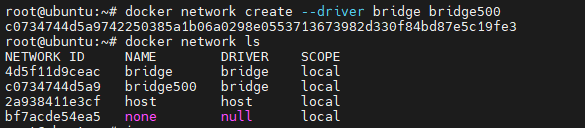 root@ubuntu:~# docker network create --driver bridge bridge500
c0734744d5a9742250385a1b06a0298e0553713673982d330f84bd87e5c19fe3
root@ubuntu:~# docker network ls
NETWORK ID     NAME        DRIVER    SCOPE
4d5f11d9ceac   bridge      bridge    local
c0734744d5a9   bridge500   bridge    local
2a938411e3cf   host        host      local
bf7acde54ea5   none        null      local